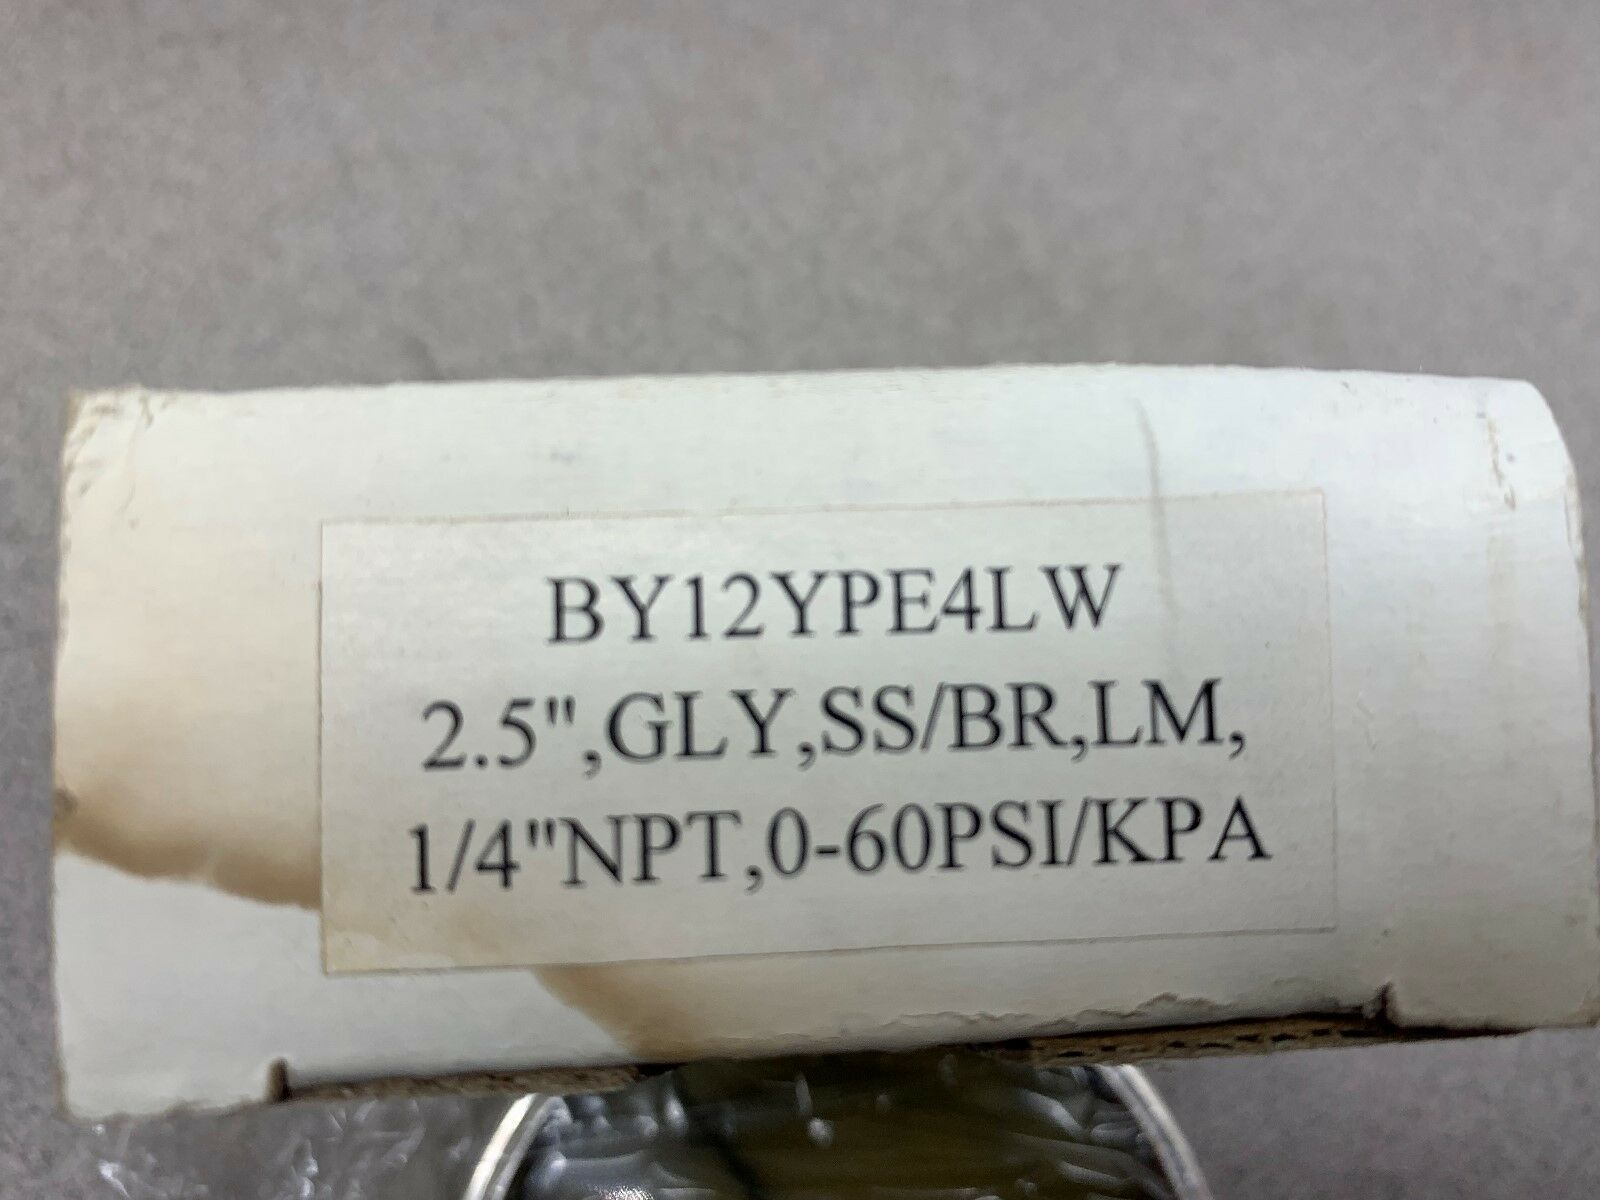 BY12YPE4LW
2.5",GLY,SS/BR,LM,
1/4"NPT,0-60PSI/KPA